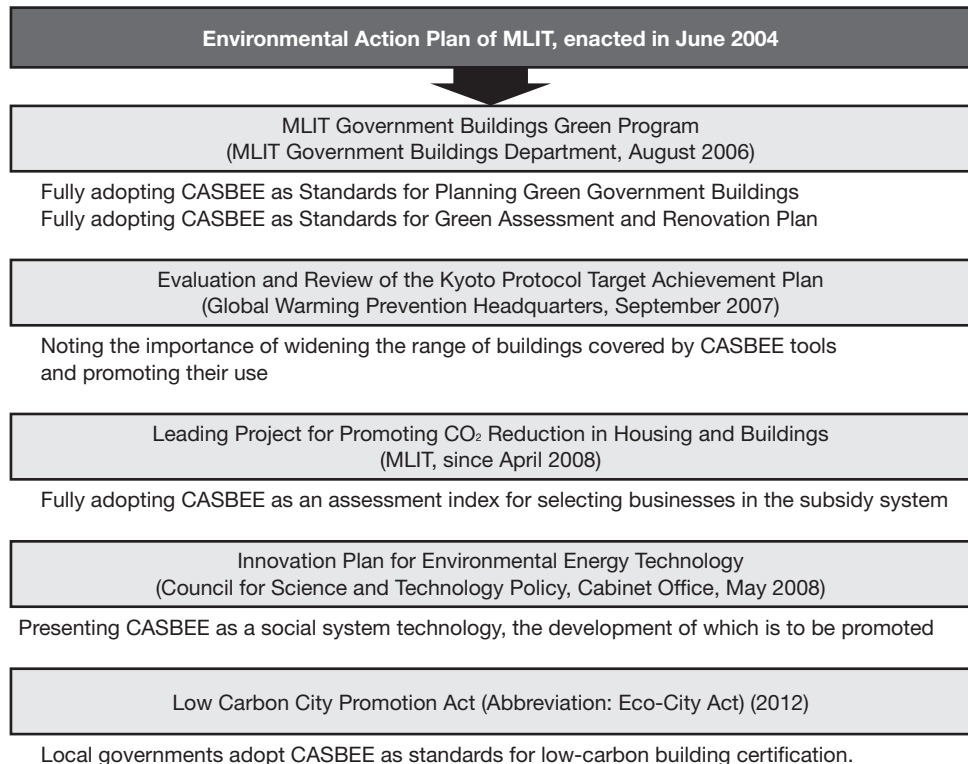 Environmental Action Plan of MLIT, enacted in June 2004
MLIT Government Buildings Green Program
(MLIT Government Buildings Department, August 2006)
Fully adopting CASBEE as Standards for Planning Green Government Buildings
Fully adopting CASBEE as Standards for Green Assessment and Renovation Plan
Evaluation and Review of the Kyoto Protocol Target Achievement Plan
(Global Warming Prevention Headquarters, September 2007)
Noting the importance of widening the range of buildings covered by CASBEE tools
and promoting their use
Leading Project for Promoting CO₂ Reduction in Housing and Buildings
(MLIT, since April 2008)
Fully adopting CASBEE as an assessment index for selecting businesses in the subsidy system
Innovation Plan for Environmental Energy Technology
(Council for Science and Technology Policy, Cabinet Office, May 2008)
Presenting CASBEE as a social system technology, the development of which is to be promoted
Low Carbon City Promotion Act (Abbreviation: Eco-City Act) (2012)
Local governments adopt CASBEE as standards for low-carbon building certification.